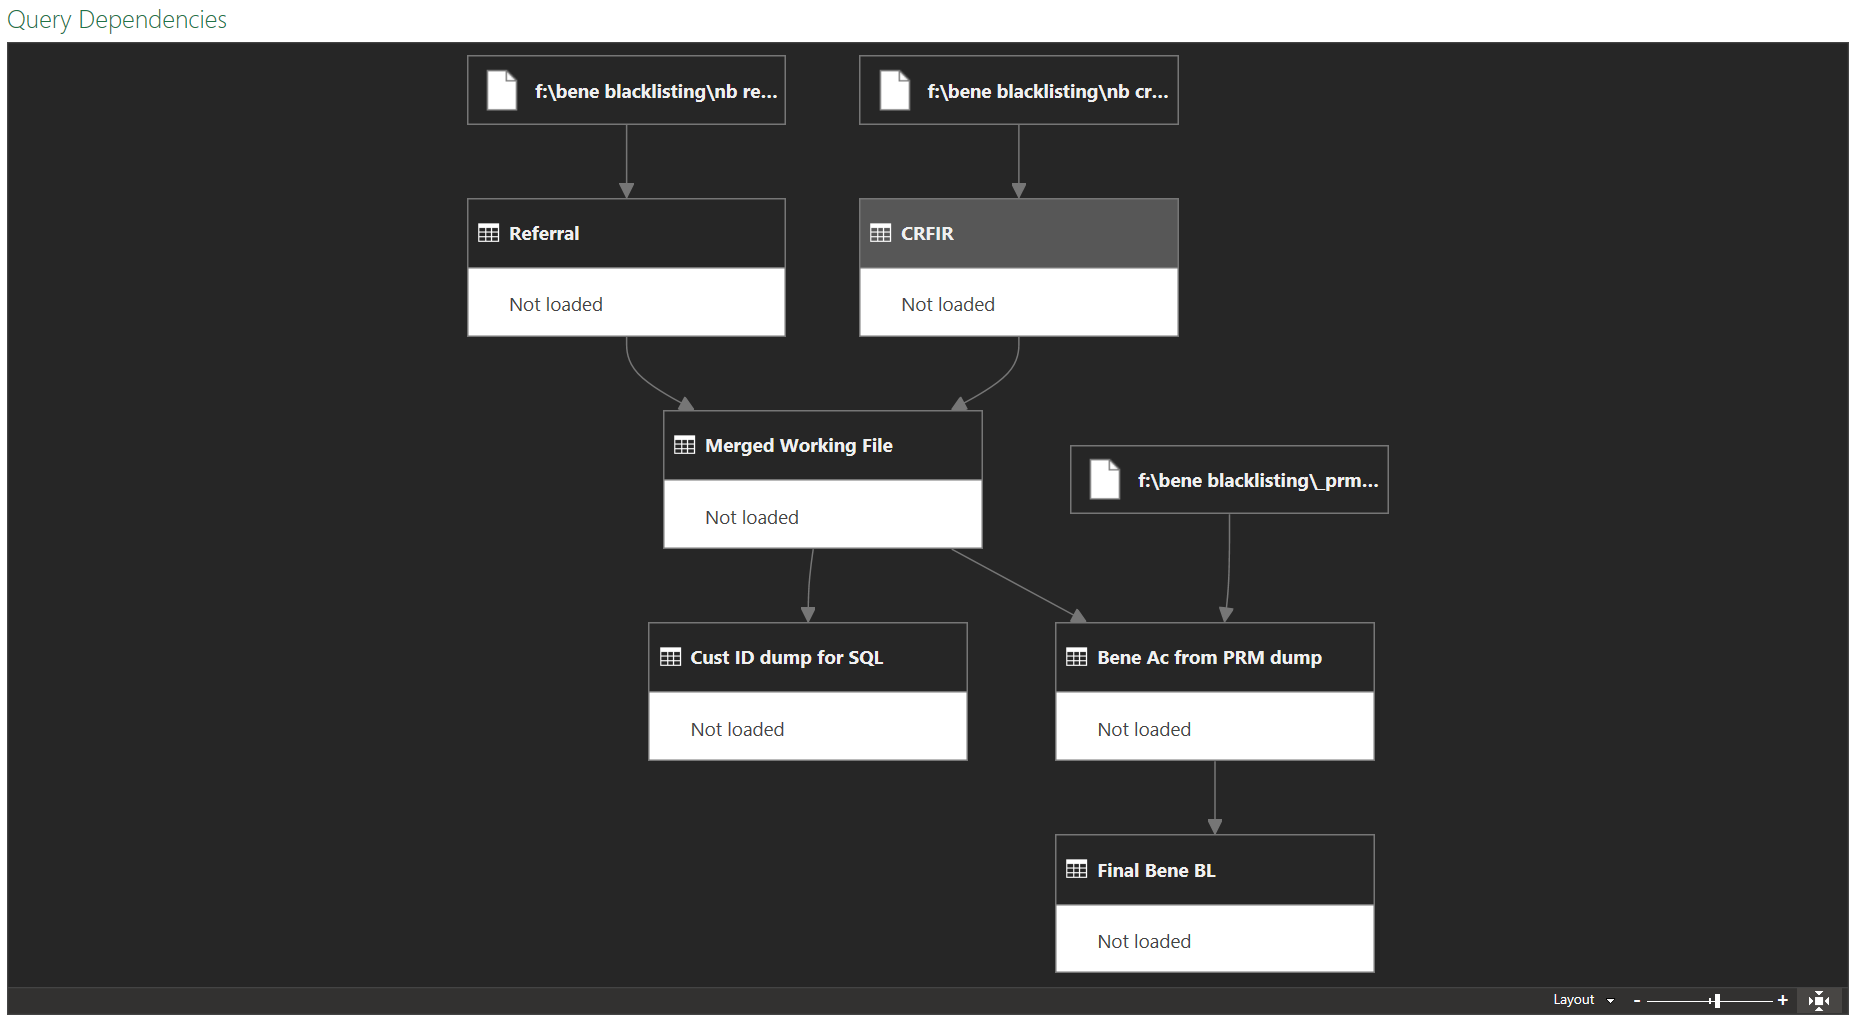 Query Dependencies
f:\bene blacklisting\nb re...
f:\bene blacklisting\nb cr...
Referral
CRFIR
Not loaded
Not loaded
Merged Working File
f:\bene blacklisting\_prm...
Not loaded
Cust ID dump for SQL
Bene Ac from PRM dump
Not loaded
Not loaded
Final Bene BL
Not loaded
Layout - +